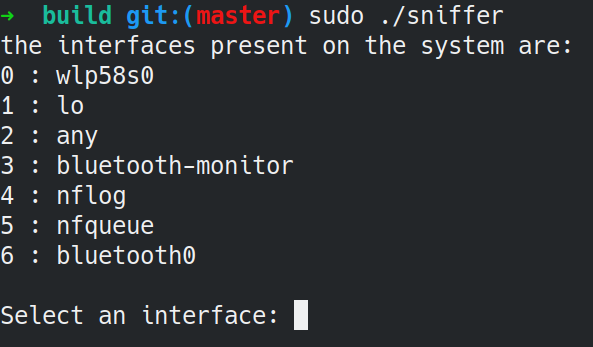 ➜  build git:(master) sudo ./sniffer
the interfaces present on the system are:
0 : wlp58s0
1 : lo
2 : any
3 : bluetooth-monitor
4 : nflog
5 : nfqueue
6 : bluetooth0
Select an interface: